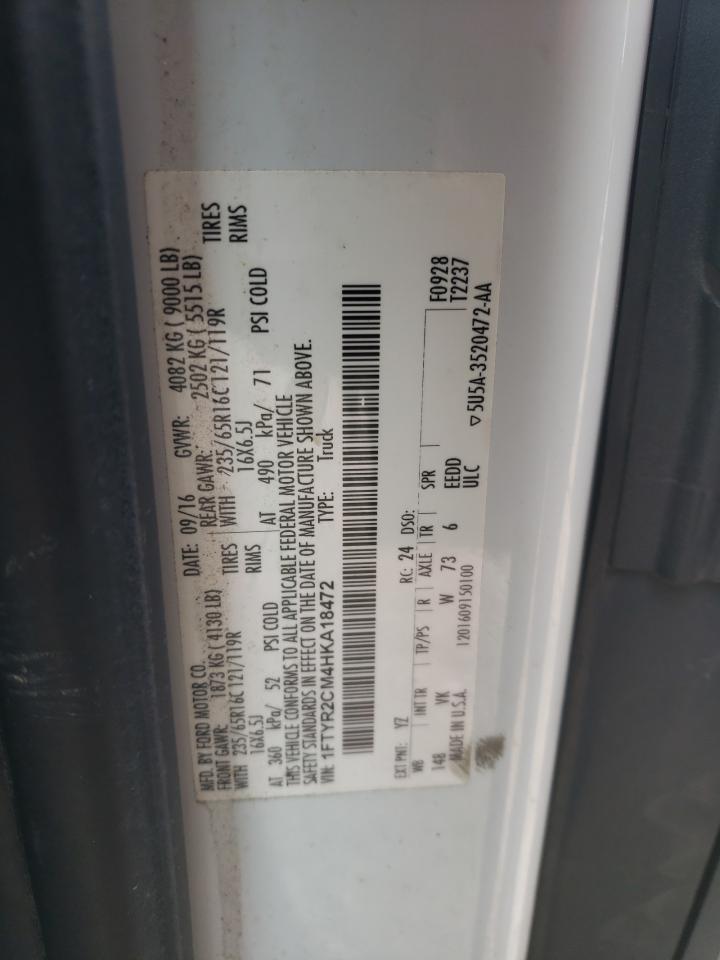 MFD. BY FORD MOTOR CO.
DATE: 09/16 GVWR: 4082 KG ( 9000 LB)
FRONT GAWR: 1873 KG ( 4130 LB) REAR GAWR: 2502 KG ( 5515 LB)
WITH 235/65R16C 121/119R TIRES WITH 235/65R16C 121/119R TIRES
16X6.5J RIMS 16X6.5J RIMS
AT 360 kPa/ 52 PSI COLD AT 490 kPa/ 71 PSI COLD
THIS VEHICLE CONFORMS TO ALL APPLICABLE FEDERAL MOTOR VEHICLE
SAFETY STANDARDS IN EFFECT ON THE DATE OF MANUFACTURE SHOWN ABOVE.
VIN: 1FTYR2CM4HKA18472 TYPE: Truck
EXT PNT: YZ RC: 24 DSO:
WB INT TR TP/PS R AXLE TR SPR F0928
148 VK W 73 6 EEDD T2237
MADE IN U.S.A. 1201609150100 ULC ▽ 5U5A-3520472-AA